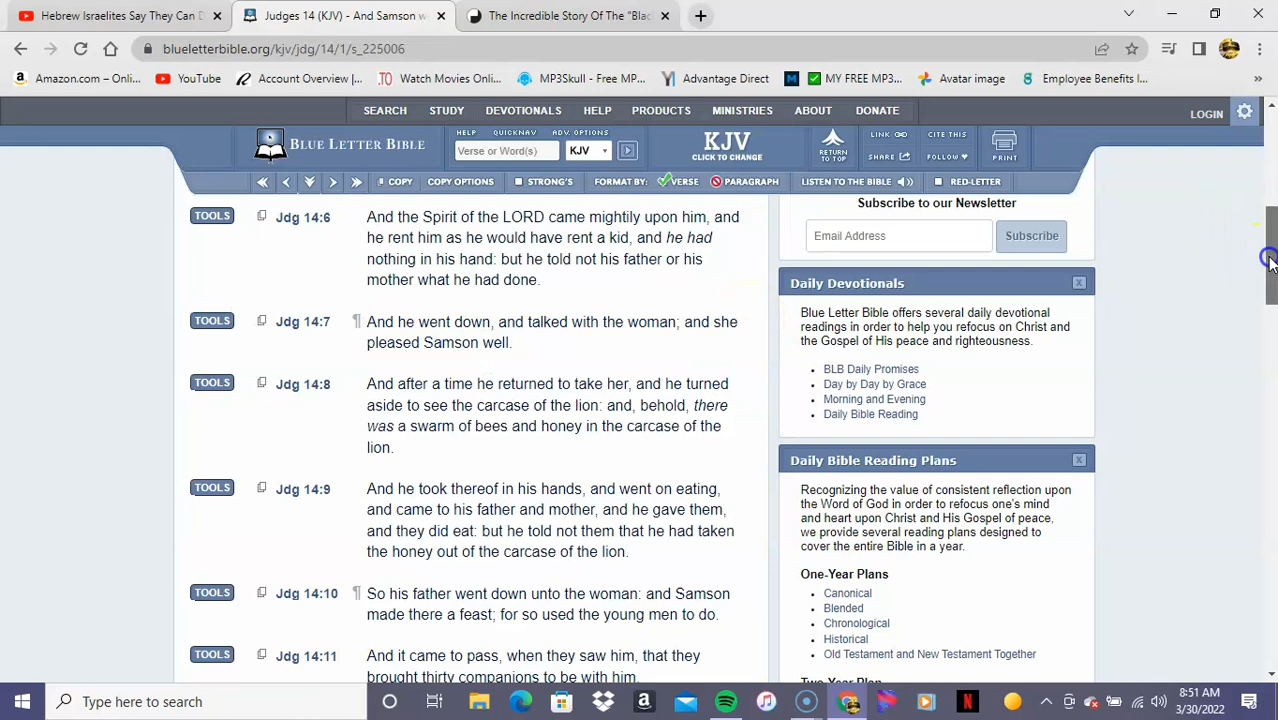 Hebrew Israelites Say They Can D
Judges 14 (KJV) - And Samson w
The Incredible Story Of The "Blac
blueletterbible.org/kjv/jdg/14/1/s_225006
Amazon.com – Onli...
YouTube
Account Overview |...
.TO Watch Movies Onl...
MP3Skull - Free MP...
Advantage Direct
MY FREE MP3...
Avatar image
Employee Benefits I...
SEARCH STUDY DEVOTIONALS HELP PRODUCTS MINISTRIES ABOUT DONATE
LOGIN
BLUE LETTER BIBLE
HELP QUICKNAV ADV. OPTIONS
Verse or Word(s)
KJV
KJV
CLICK TO CHANGE
RETURN
TO TOP
LINK
SHARE
CITE THIS
FOLLOW
PRINT
COPY COPY OPTIONS STRONG'S FORMAT BY: VERSE PARAGRAPH LISTEN TO THE BIBLE RED-LETTER
TOOLS Jdg 14:6 And the Spirit of the LORD came mightily upon him, and
he rent him as he would have rent a kid, and he had
nothing in his hand: but he told not his father or his
mother what he had done.
TOOLS Jdg 14:7 ¶ And he went down, and talked with the woman; and she
pleased Samson well.
TOOLS Jdg 14:8 And after a time he returned to take her, and he turned
aside to see the carcase of the lion: and, behold, there
was a swarm of bees and honey in the carcase of the
lion.
TOOLS Jdg 14:9 And he took thereof in his hands, and went on eating,
and came to his father and mother, and he gave them,
and they did eat: but he told not them that he had taken
the honey out of the carcase of the lion.
TOOLS Jdg 14:10 ¶ So his father went down unto the woman: and Samson
made there a feast; for so used the young men to do.
TOOLS Jdg 14:11 And it came to pass, when they saw him, that they
brought thirty companions to be with him.
Subscribe to our Newsletter
Email Address
Subscribe
Daily Devotionals
Blue Letter Bible offers several daily devotional
readings in order to help you refocus on Christ and
the Gospel of His peace and righteousness.
BLB Daily Promises
Day by Day by Grace
Morning and Evening
Daily Bible Reading
Daily Bible Reading Plans
Recognizing the value of consistent reflection upon
the Word of God in order to refocus one's mind
and heart upon Christ and His Gospel of peace,
we provide several reading plans designed to
cover the entire Bible in a year.
One-Year Plans
Canonical
Blended
Chronological
Historical
Old Testament and New Testament Together
Two-Year Plan
Type here to search
8:51 AM
3/30/2022